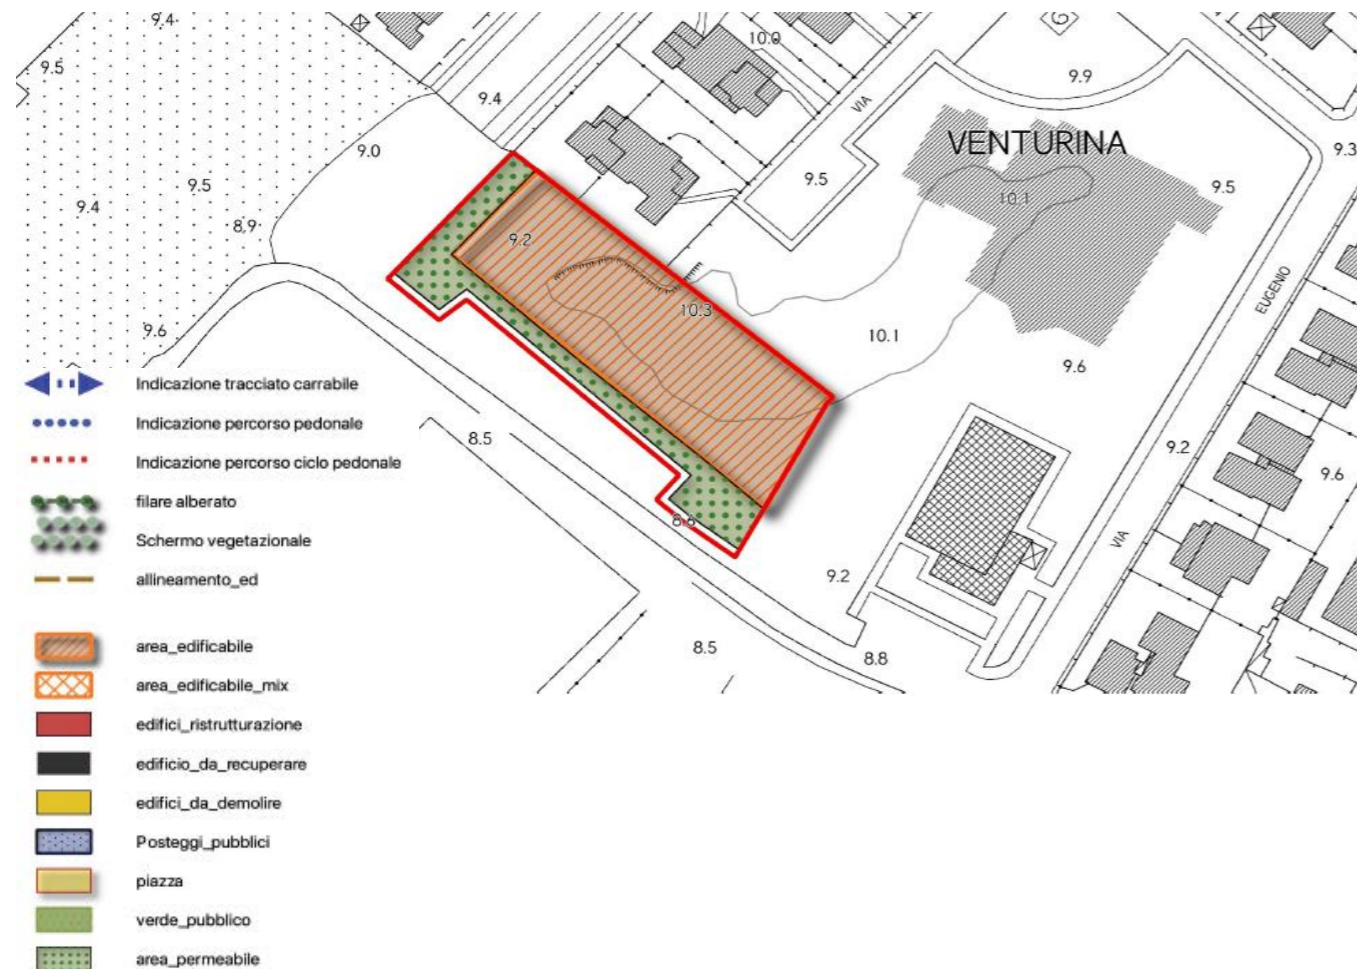 9.4
9.5
10.0
G
9.9
9.4
VIA
VENTURINA
9.0
9.3
9.5
9.5
9.5
9.4
10.1
8.9
9.2
EUGENIO
10.3
10.1
9.6
9.6
Indicazione tracciato carrabile
Indicazione percorso pedonale
8.5
9.2
Indicazione percorso ciclo pedonale
9.6
filare alberato
8.6
Schermo vegetazionale
VIA
allineamento_ed
9.2
area_edificabile
8.5
8.8
area_edificabile_mix
edifici_ristrutturazione
edificio_da_recuperare
edifici_da_demolire
Posteggi_pubblici
piazza
verde_pubblico
area_permeabile